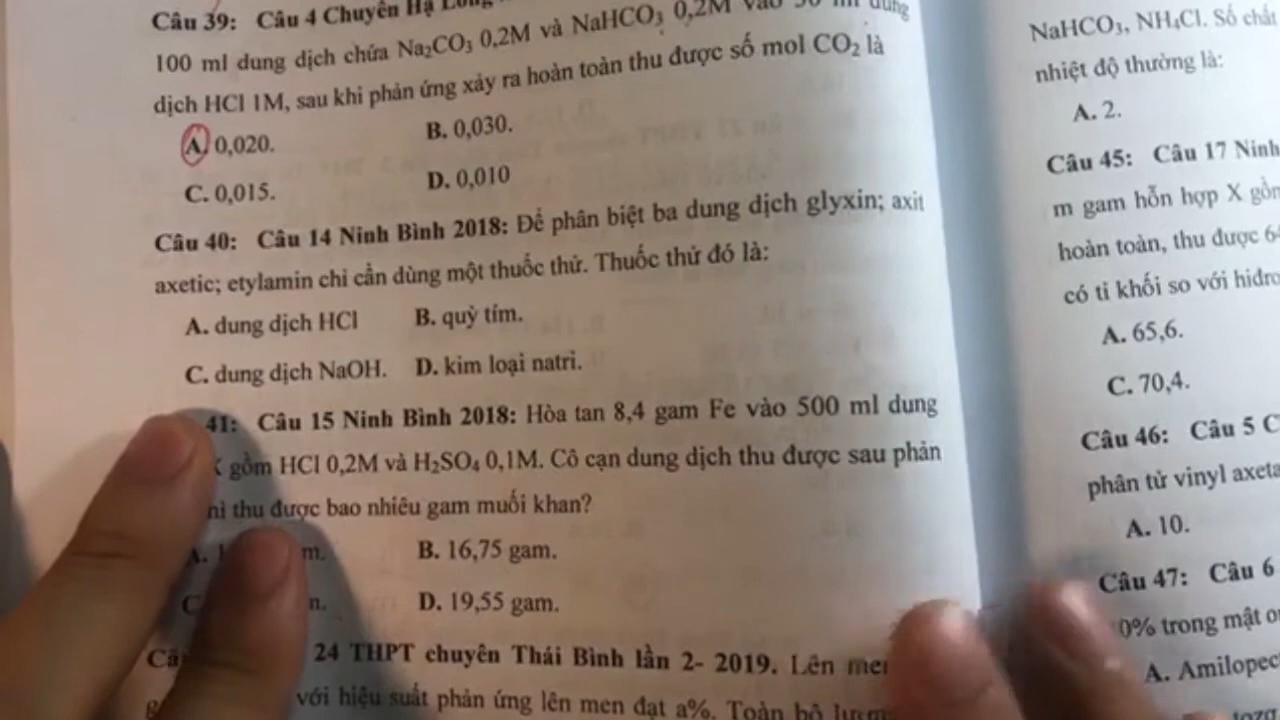 Câu 39: Câu 4 Chuyên Hạ
100 ml dung dịch chứa Na₂CO₃ 0,2M và NaHCO₃ 0,2M vào ml dung
dịch HCl 1M, sau khi phản ứng xảy ra hoàn toàn thu được số mol CO₂ là
A. 0,020. B. 0,030.
C. 0,015. D. 0,010
Câu 40: Câu 14 Ninh Bình 2018: Để phân biệt ba dung dịch glyxin; axit
axetic; etylamin chỉ cần dùng một thuốc thử. Thuốc thử đó là:
A. dung dịch HCl B. quỳ tím.
C. dung dịch NaOH. D. kim loại natri.
41: Câu 15 Ninh Bình 2018: Hòa tan 8,4 gam Fe vào 500 ml dung
gồm HCl 0,2M và H₂SO₄ 0,1M. Cô cạn dung dịch thu được sau phản
thu được bao nhiêu gam muối khan?
B. 16,75 gam.
D. 19,55 gam.
24 THPT chuyên Thái Bình lần 2- 2019. Lên
với hiệu suất phản ứng lên men đạt a%. Toàn bộ
NaHCO₃, NH₄Cl. Số chất
nhiệt độ thường là:
A. 2.
Câu 45: Câu 17 Ninh
m gam hỗn hợp X gồm
hoàn toàn, thu được
có tỉ khối so với
A. 65,6.
C. 70,4.
Câu 46: Câu 5
phân tử vinyl
A. 10.
Câu 47: Câu 6
0% trong mật
A.